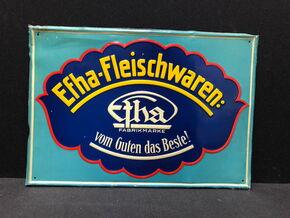 Efha-Fleischwaren:
Efha
FABRIKMARKE
vom Guten das Beste!